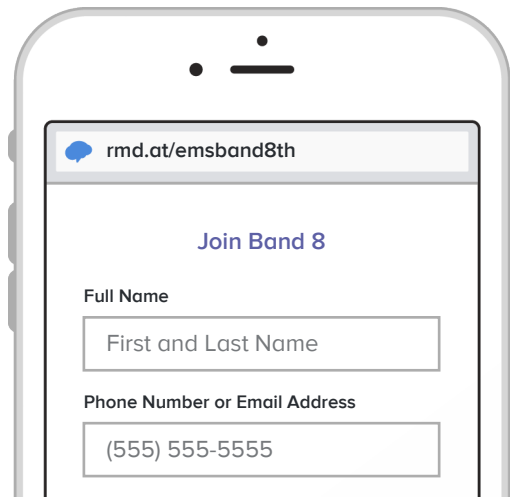 rmd.at/emsband8th
Join Band 8
Full Name
First and Last Name
Phone Number or Email Address
(555) 555-5555